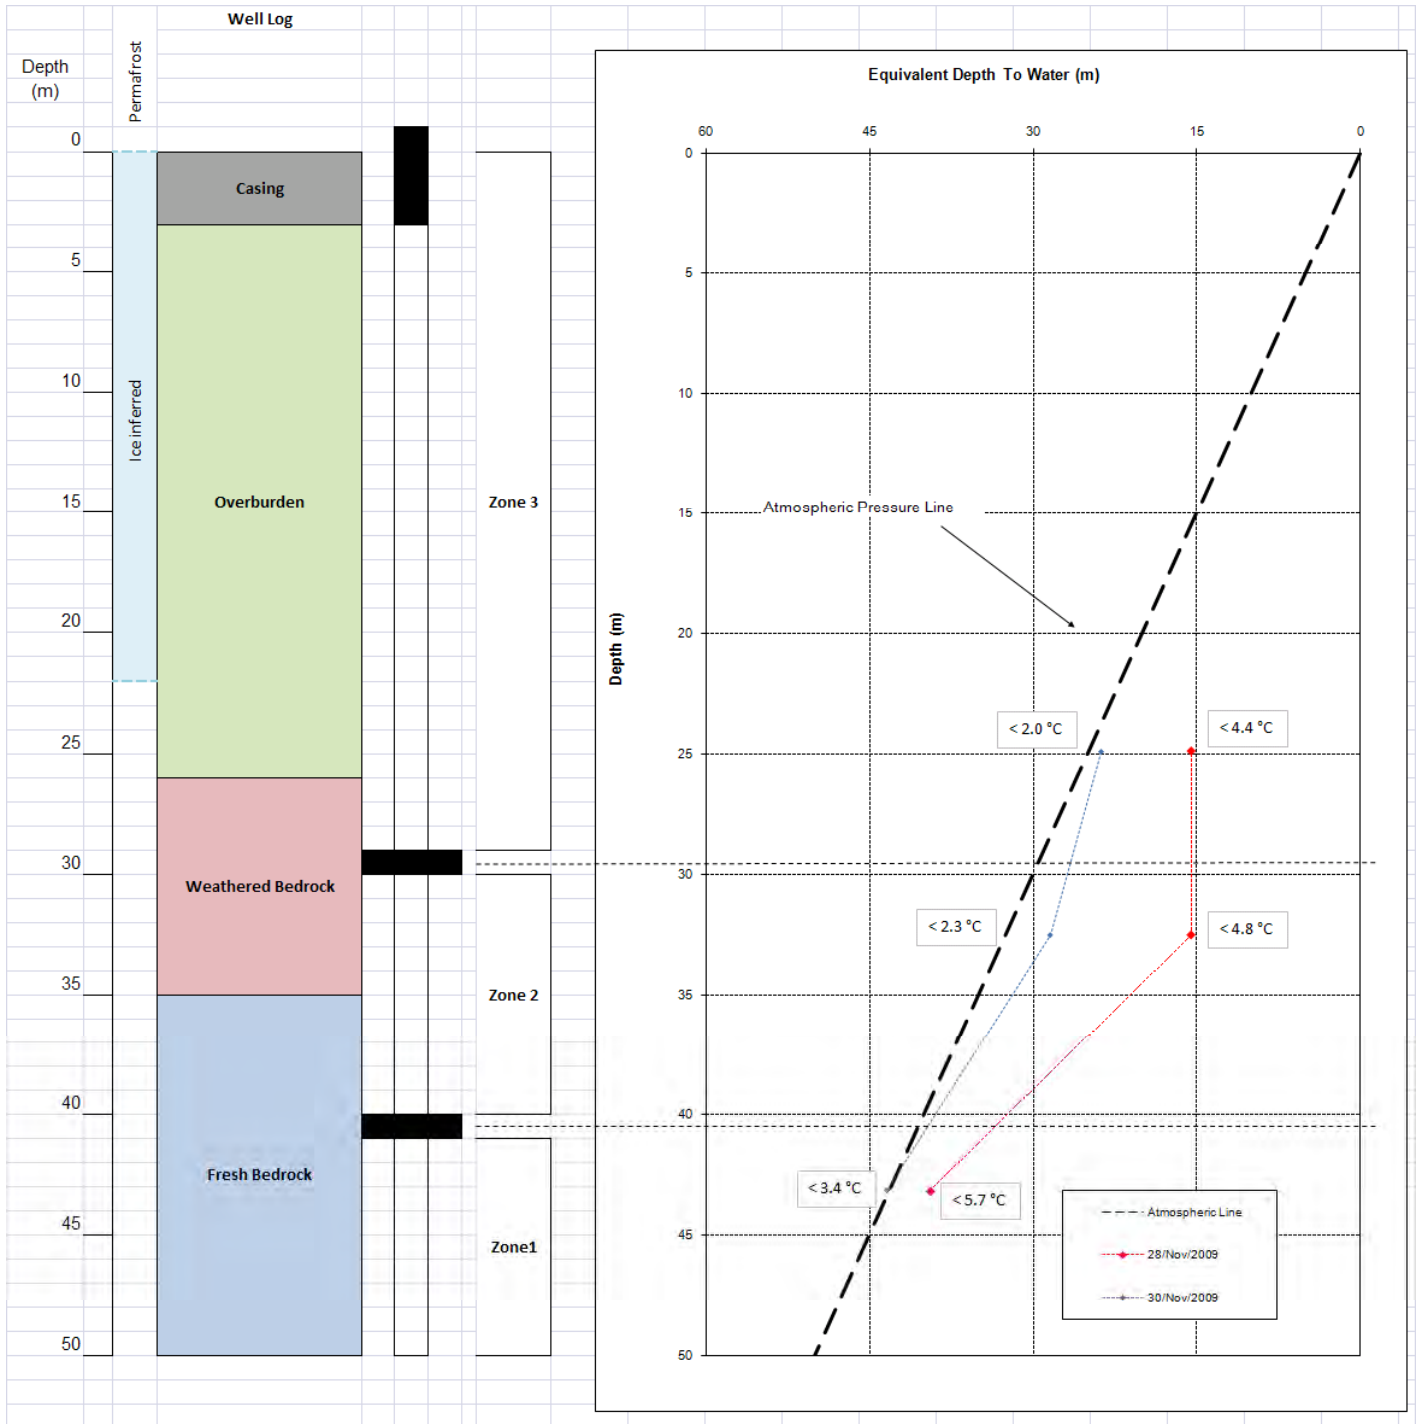 Well Log
Depth
(m)
Permafrost
0
5
10
15
20
25
30
35
40
45
50
Ice inferred
Casing
Overburden
Weathered Bedrock
Fresh Bedrock
Zone 3
Zone 2
Zone1
Equivalent Depth To Water (m)
60 45 30 15 0
Depth (m)
0
5
10
15
20
25
30
35
40
45
50
Atmospheric Pressure Line
< 2.0 °C
< 4.4 °C
< 2.3 °C
< 4.8 °C
< 3.4 °C
< 5.7 °C
Atmospheric Line
28/Nov/2009
30/Nov/2009